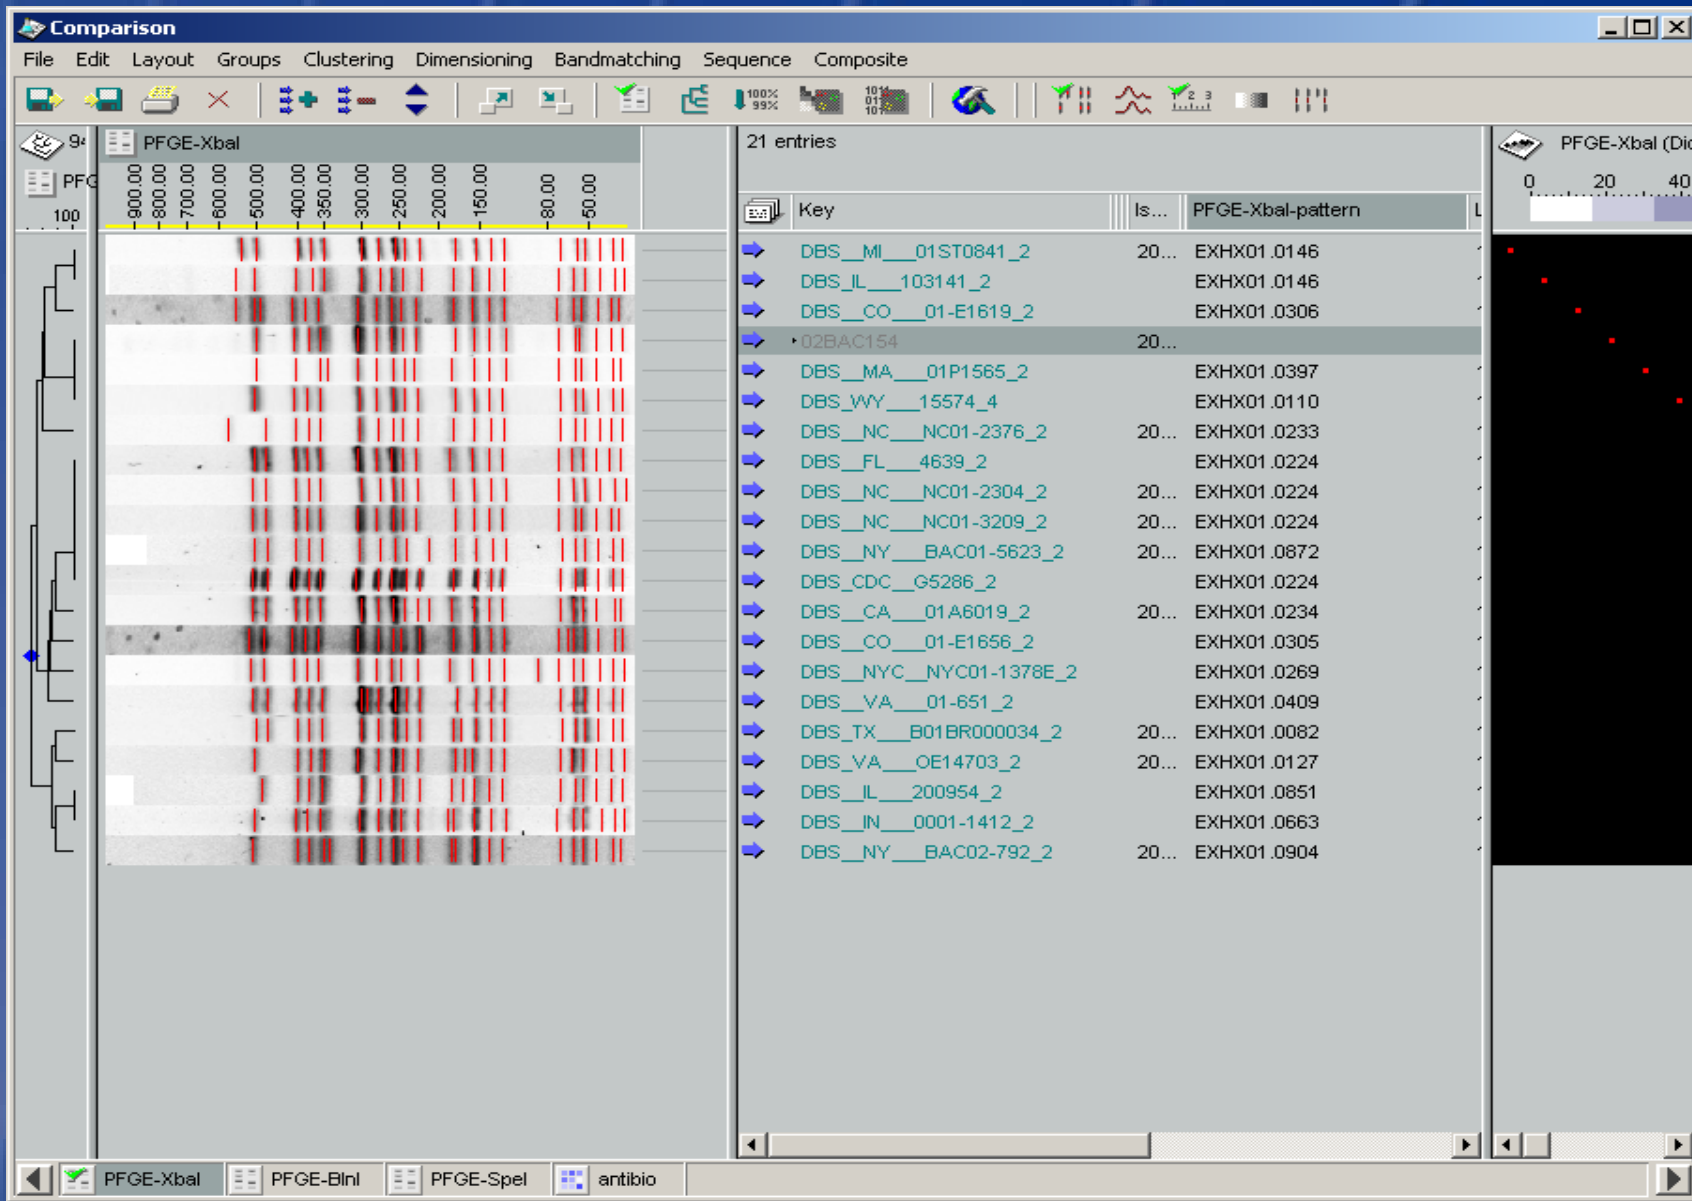 Comparison
File Edit Layout Groups Clustering Dimensioning Bandmatching Sequence Composite
94 PFGE-XbaI 21 entries PFGE-XbaI (Dic
PFG 100
900.00 800.00 700.00 600.00 500.00 400.00 350.00 300.00 250.00 200.00 150.00 80.00 50.00
Key Is... PFGE-XbaI-pattern L
0 20 40
DBS__MI___01ST0841_2 20... EXHX01.0146
DBS_IL___103141_2 EXHX01.0146
DBS__CO___01-E1619_2 EXHX01.0306
02BAC154 20...
DBS__MA___01P1565_2 EXHX01.0397
DBS_WY___15574_4 EXHX01.0110
DBS__NC___NC01-2376_2 20... EXHX01.0233
DBS__FL___4639_2 EXHX01.0224
DBS__NC___NC01-2304_2 20... EXHX01.0224
DBS__NC___NC01-3209_2 20... EXHX01.0224
DBS__NY___BAC01-5623_2 20... EXHX01.0872
DBS_CDC__G5286_2 EXHX01.0224
DBS__CA___01A6019_2 20... EXHX01.0234
DBS__CO___01-E1656_2 EXHX01.0305
DBS__NYC__NYC01-1378E_2 EXHX01.0269
DBS__VA___01-651_2 EXHX01.0409
DBS_TX___B01BR000034_2 20... EXHX01.0082
DBS_VA___OE14703_2 20... EXHX01.0127
DBS__IL___200954_2 EXHX01.0851
DBS__IN___0001-1412_2 EXHX01.0663
DBS__NY___BAC02-792_2 20... EXHX01.0904
PFGE-XbaI PFGE-BlnI PFGE-SpeI antibio